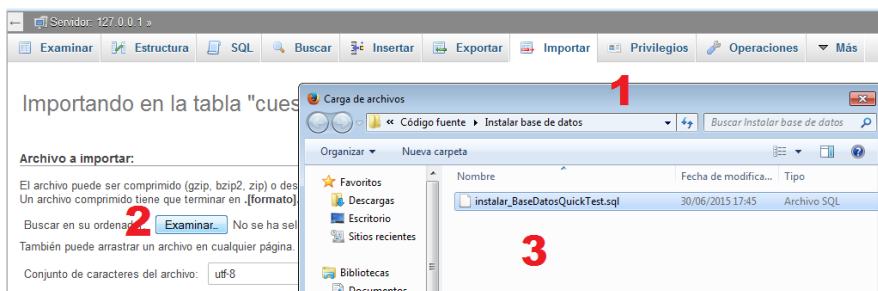 Servidor: 127.0.0.1 »
Examinar Estructura SQL Buscar Insertar Exportar Importar Privilegios Operaciones Más
1
Importando en la tabla "cues
Carga de archivos
« Código fuente Instalar base de datos Buscar Instalar base de datos
Organizar Nueva carpeta
Archivo a importar:
El archivo puede ser comprimido (gzip, bzip2, zip) o des
Un archivo comprimido tiene que terminar en .[formato].
2
Buscar en su ordenad Examinar... No se ha sel
También puede arrastrar un archivo en cualquier página.
Conjunto de caracteres del archivo: utf-8
Favoritos
Descargas
Escritorio
Sitios recientes
Bibliotecas
Documentos
Nombre Fecha de modifica... Tipo
instalar_BaseDatosQuickTest.sql 30/06/2015 17:45 Archivo SQL
3